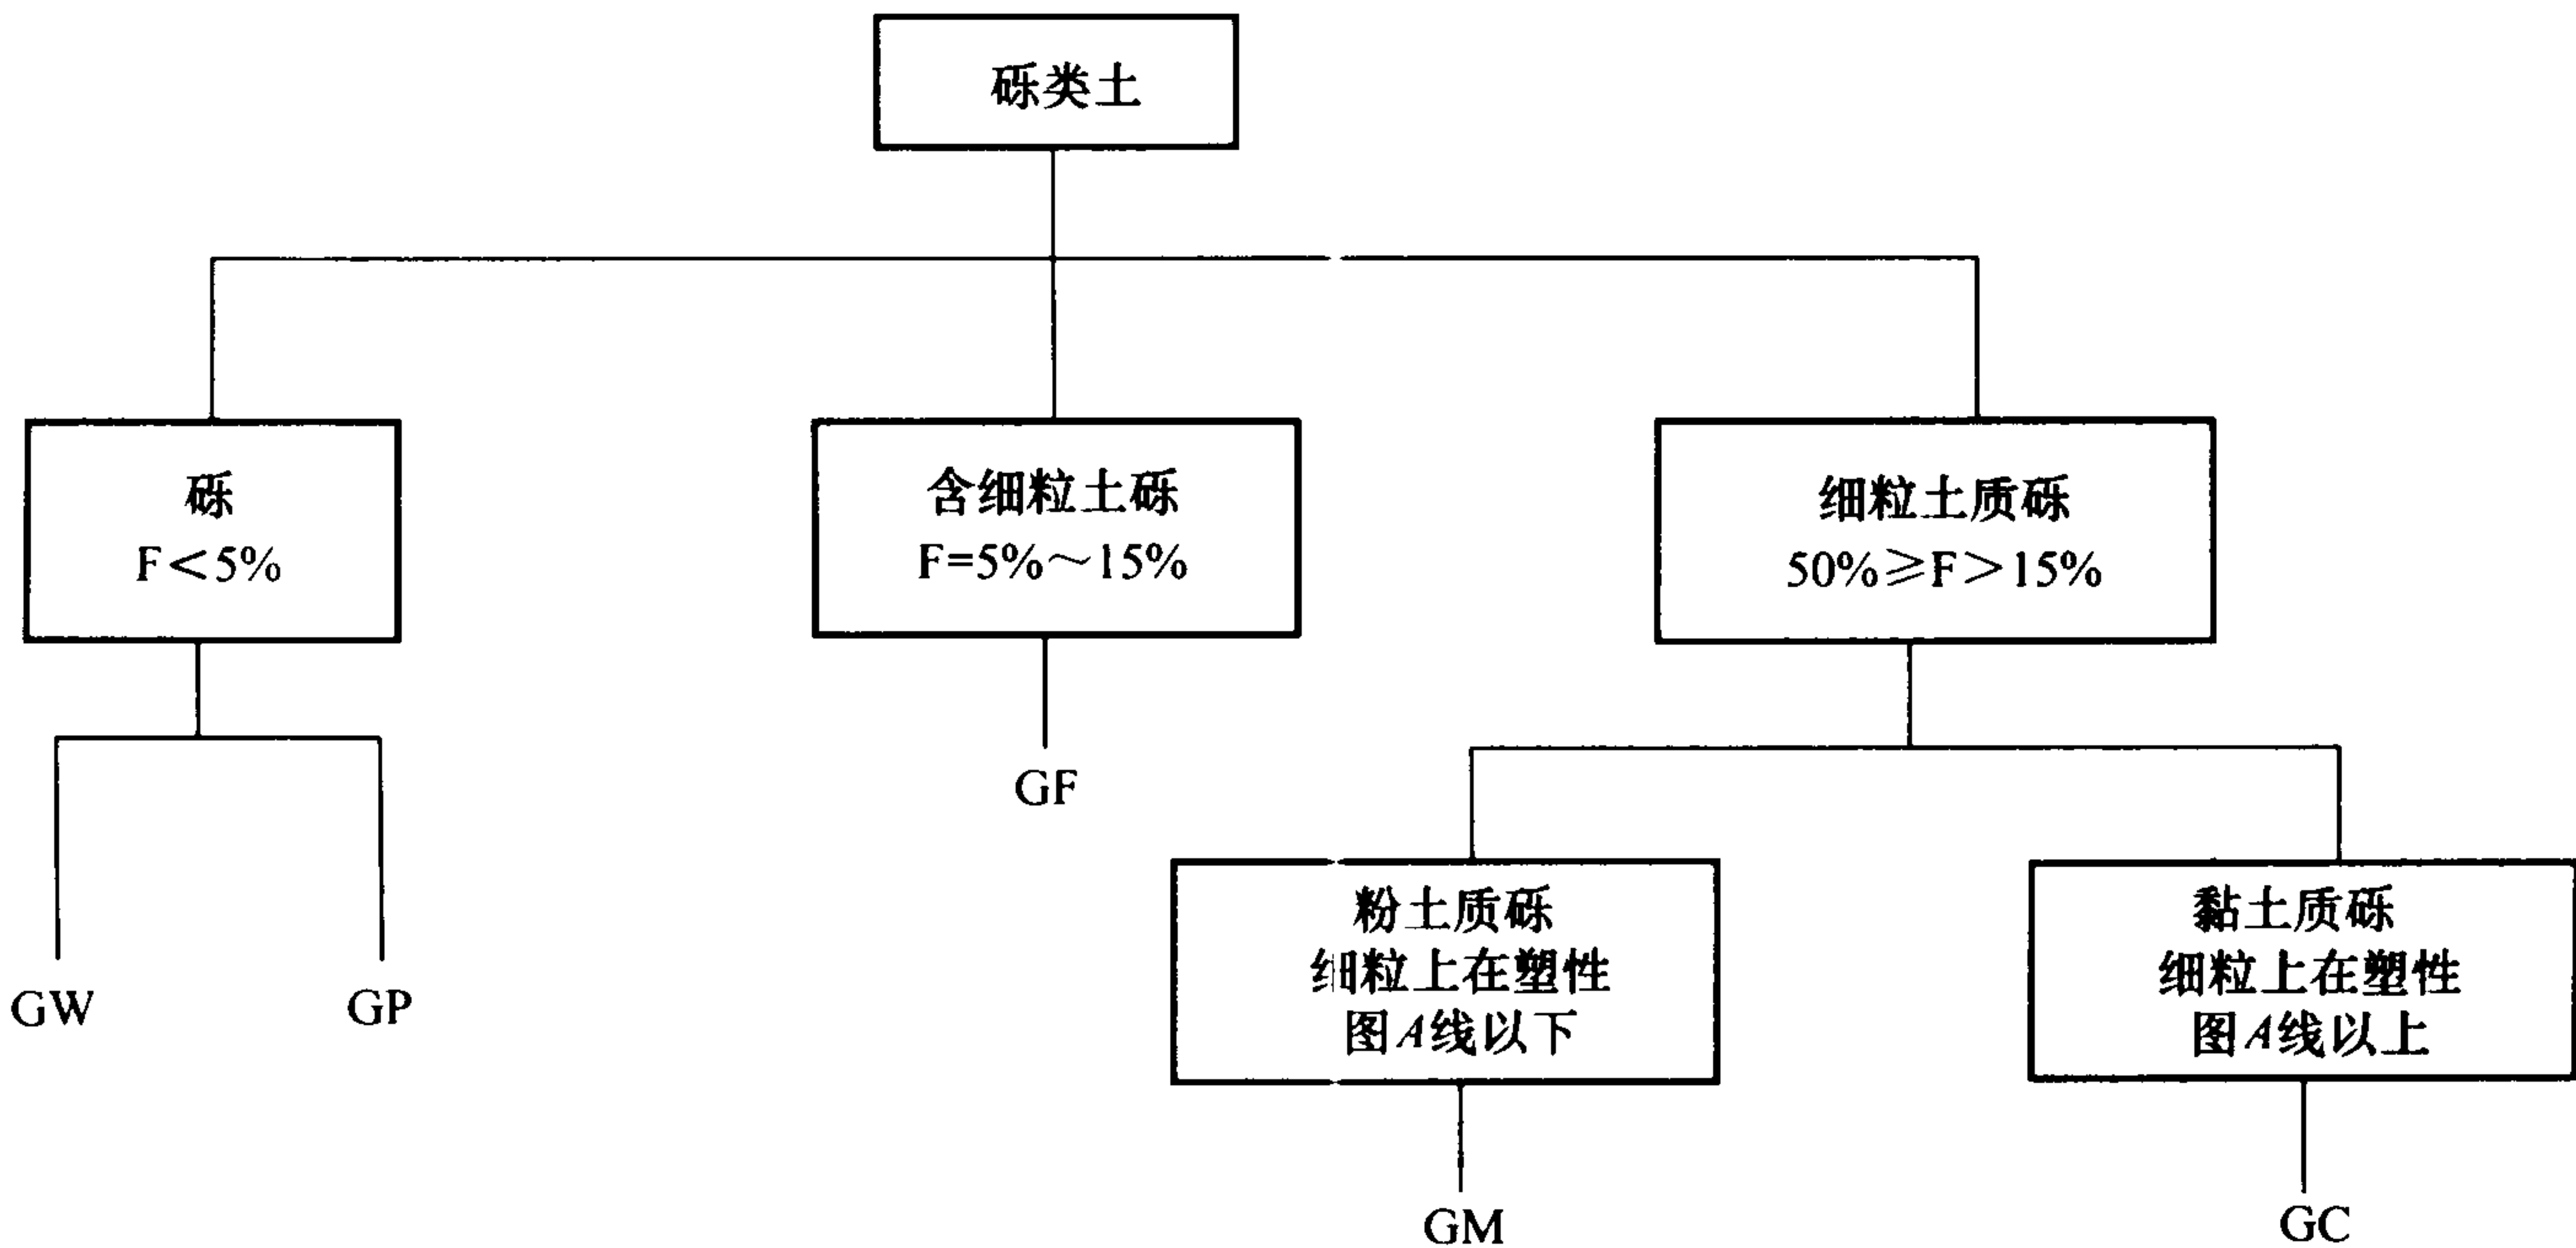 砾类土
砾
F＜5%
含细粒土砾
F=5%～15%
细粒土质砾
50%≥F＞15%
GF
GW
GP
粉土质砾
细粒上在塑性
图A线以下
黏土质砾
细粒上在塑性
图A线以上
GM
GC